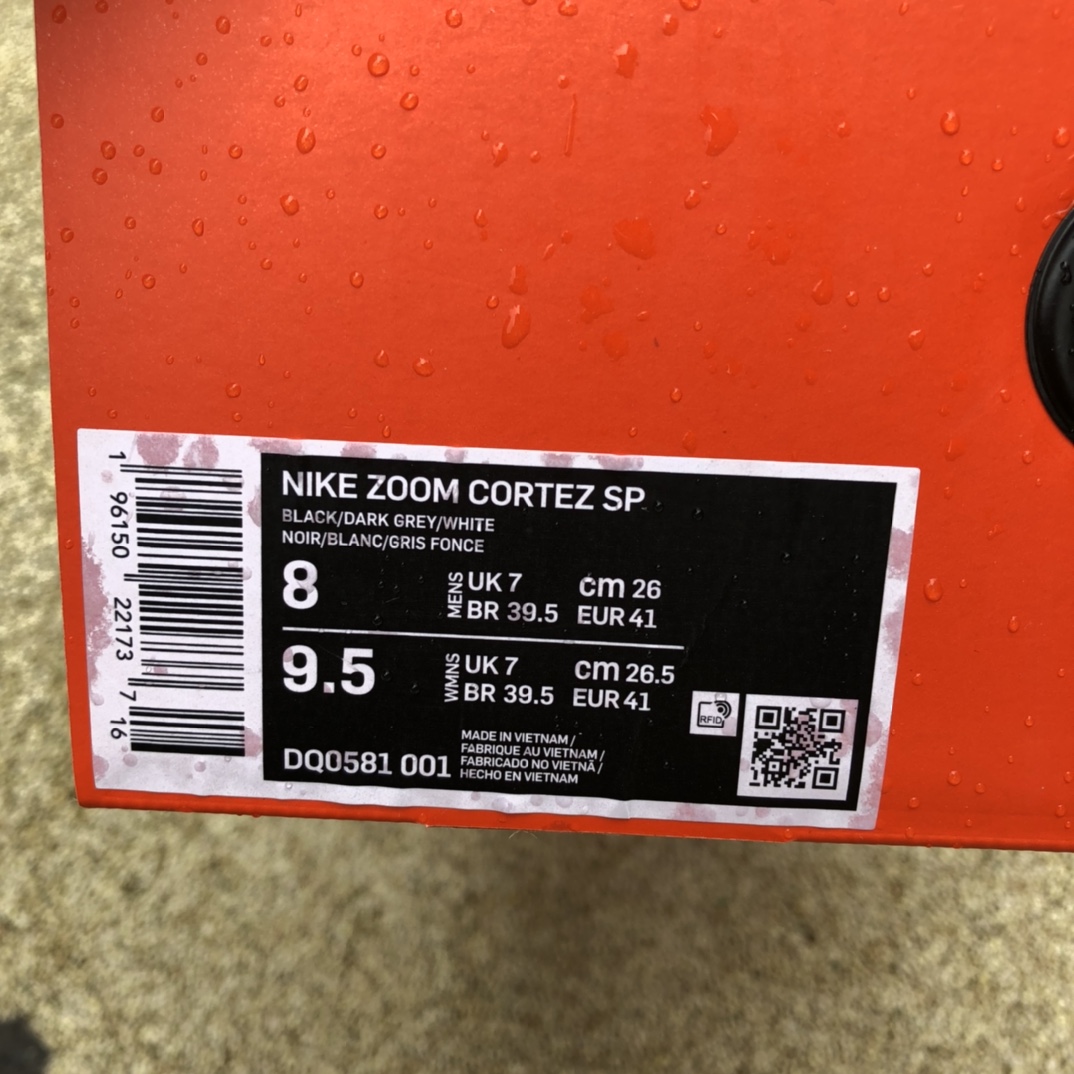 1 96150 22173 7 16
NIKE ZOOM CORTEZ SP
BLACK/DARK GREY/WHITE
NOIR/BLANC/GRIS FONCE
8 MENS UK 7 cm 26
BR 39.5 EUR 41
9.5 WMNS UK 7 cm 26.5
BR 39.5 EUR 41
RFID
DQ0581 001
MADE IN VIETNAM /
FABRIQUE AU VIETNAM /
FABRICADO NO VIETNÃ /
HECHO EN VIETNAM